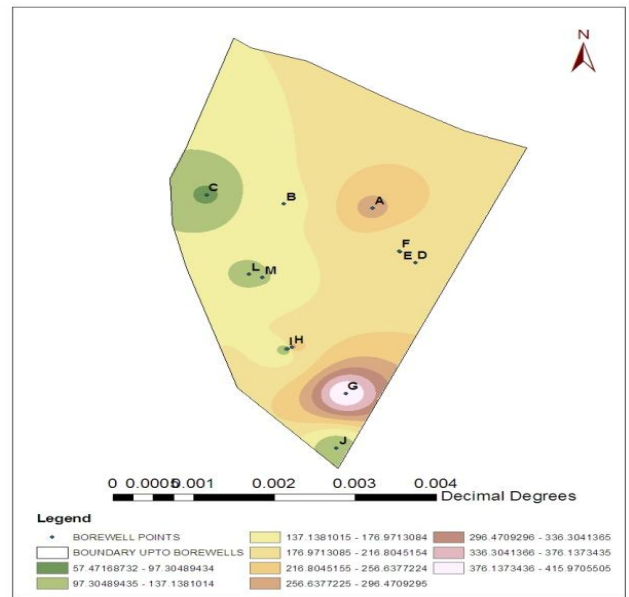 N
C
B
A
F
E D
L
M
I H
G
J
0 0.0005 0.001 0.002 0.003 0.004
Decimal Degrees
Legend
BOREWELL POINTS
BOUNDARY UPTO BOREWELLS
57.47168732 - 97.30489434
97.30489435 - 137.1381014
137.1381015 - 176.9713084
176.9713085 - 216.8045154
216.8045155 - 256.6377224
256.6377225 - 296.4709295
296.4709296 - 336.3041365
336.3041366 - 376.1373435
376.1373436 - 415.9705505